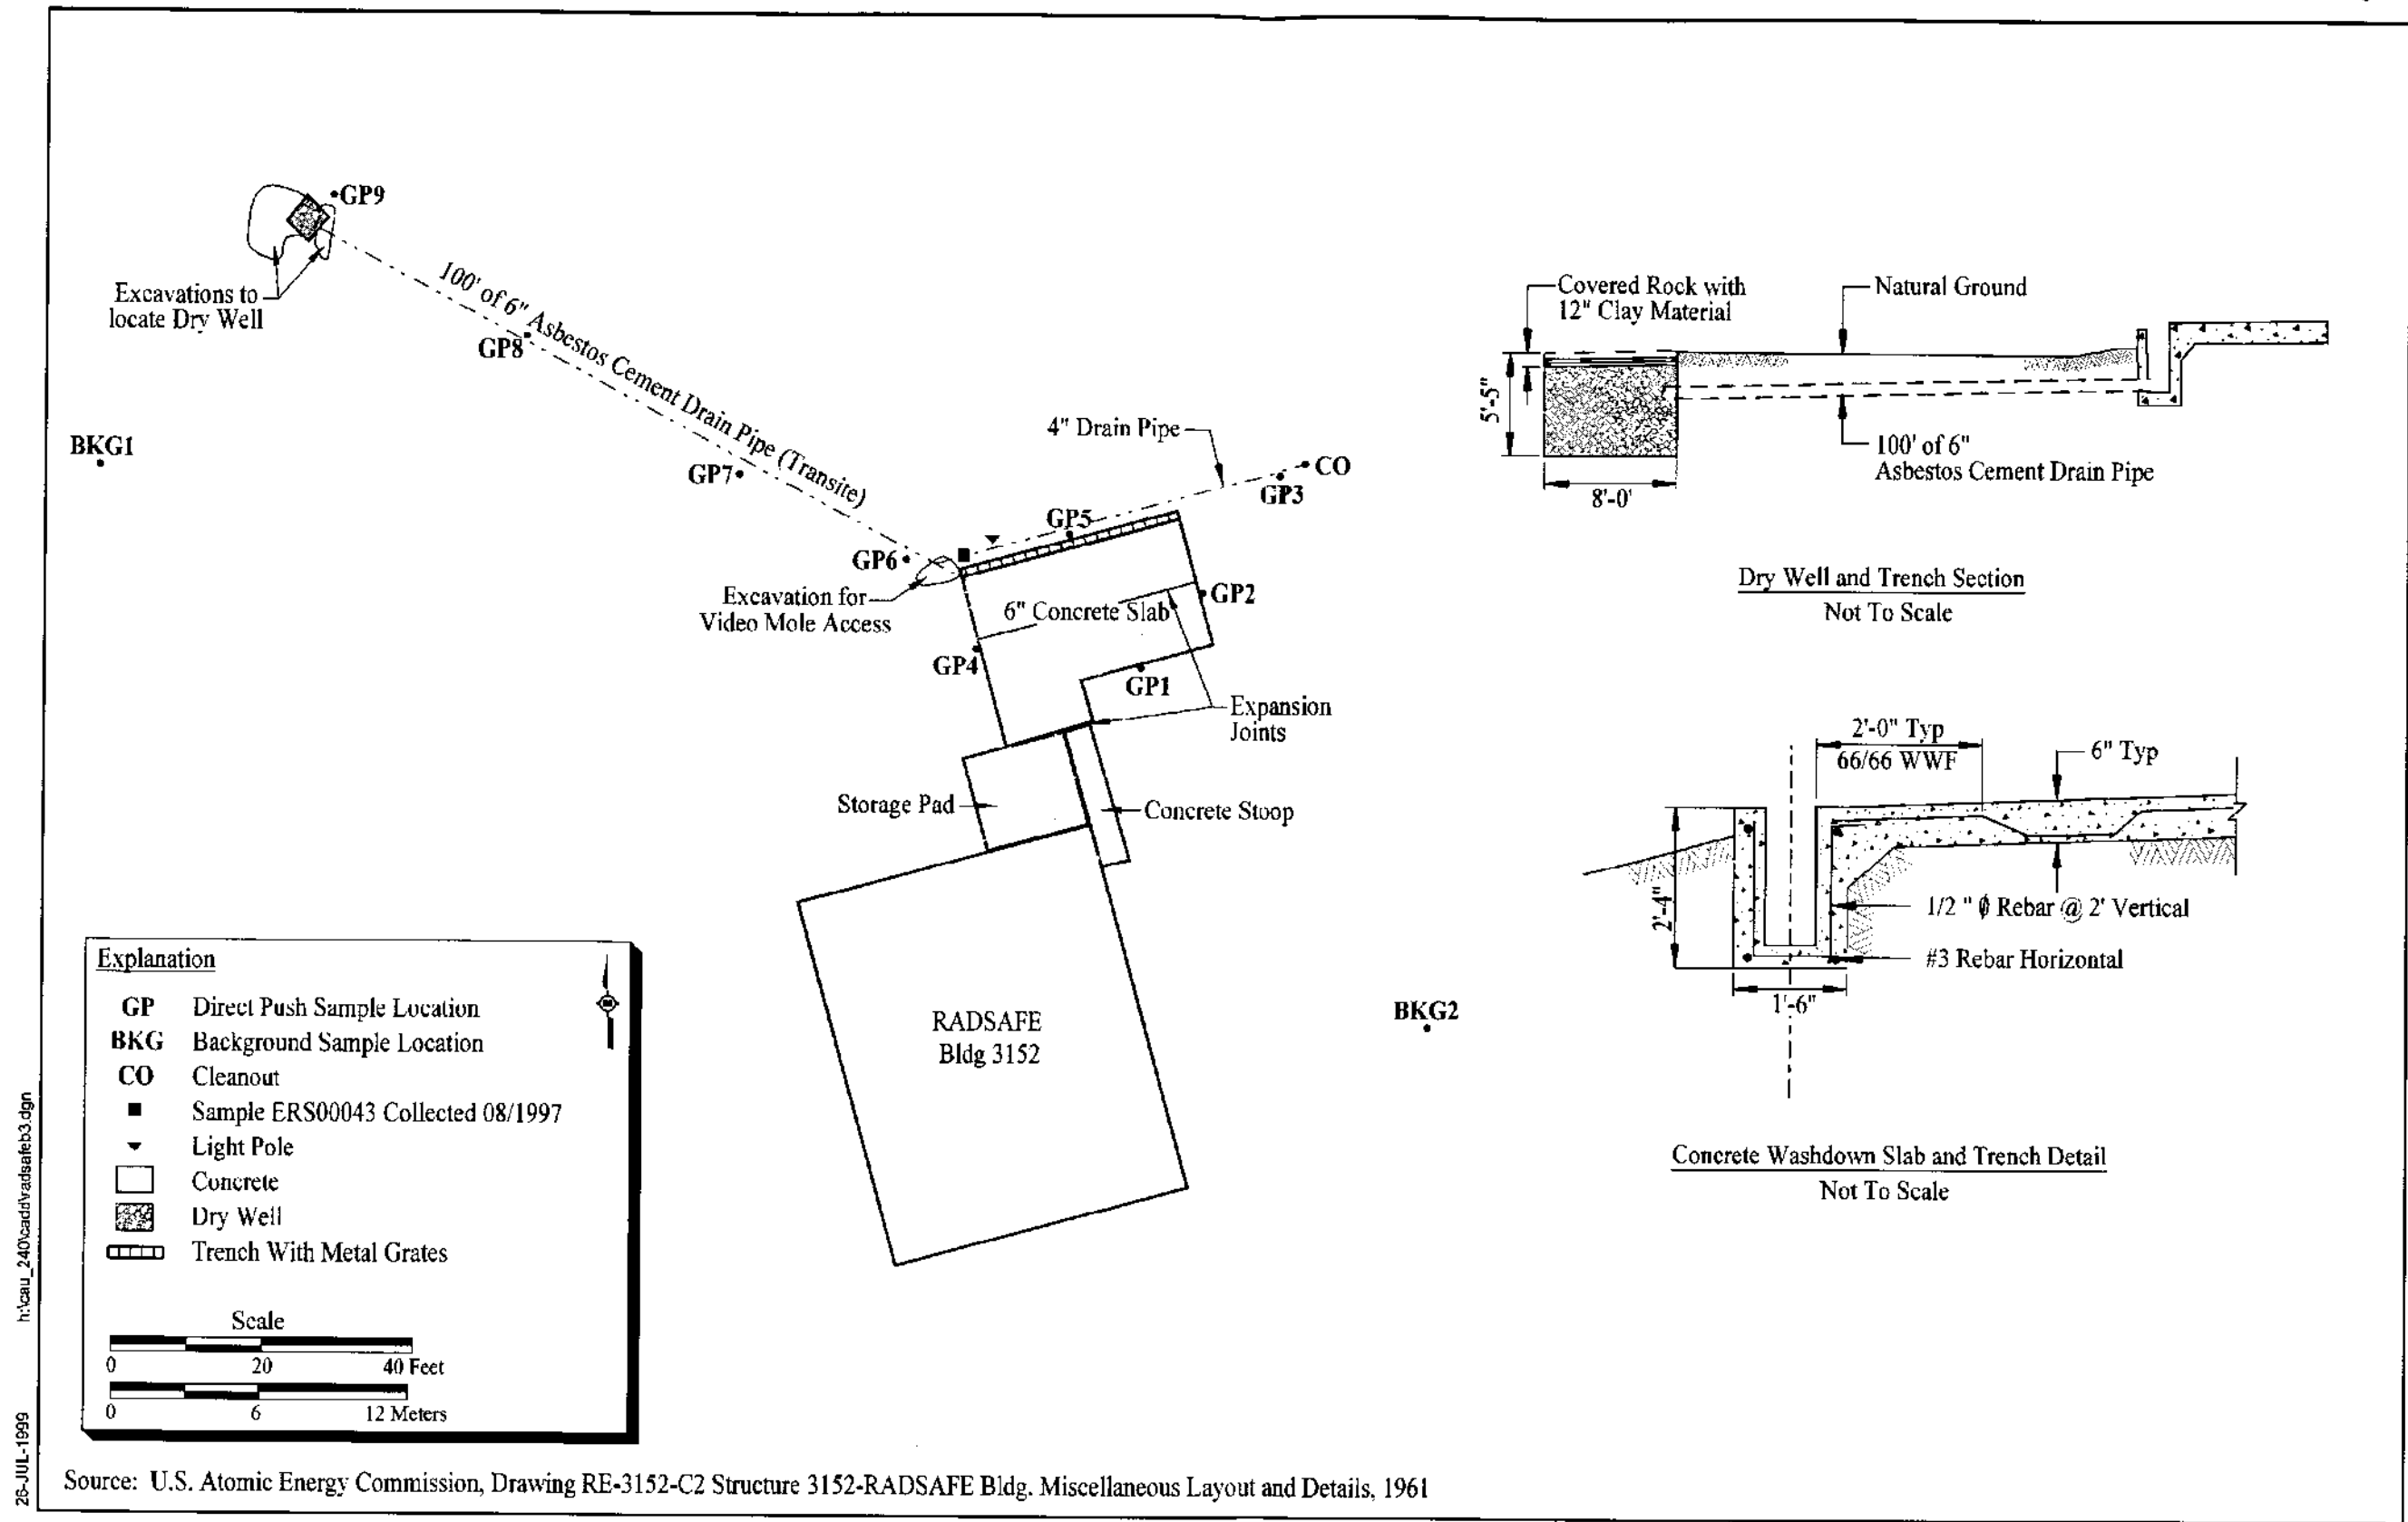 GP9
Excavations to
locate Dry Well
100' of 6" Asbestos Cement Drain Pipe (Transite)
GP8
BKG1
GP7
4" Drain Pipe
CO
GP3
GP5
GP6
Excavation for
Video Mole Access
6" Concrete Slab
GP2
GP4
GP1
Expansion
Joints
Storage Pad
Concrete Stoop
RADSAFE
Bldg 3152
BKG2
Covered Rock with
12" Clay Material
Natural Ground
5'-5"
8'-0'
100' of 6"
Asbestos Cement Drain Pipe
Dry Well and Trench Section
Not To Scale
2'-0" Typ
66/66 WWF
6" Typ
2'-4"
1/2 " ϕ Rebar @ 2' Vertical
#3 Rebar Horizontal
1'-6"
Concrete Washdown Slab and Trench Detail
Not To Scale
Explanation
GP Direct Push Sample Location
BKG Background Sample Location
CO Cleanout
Sample ERS00043 Collected 08/1997
Light Pole
Concrete
Dry Well
Trench With Metal Grates
Scale
0 20 40 Feet
0 6 12 Meters
Source: U.S. Atomic Energy Commission, Drawing RE-3152-C2 Structure 3152-RADSAFE Bldg. Miscellaneous Layout and Details, 1961
26-JUL-1999 h:\cau_240\cadd\radsafeb3.dgn